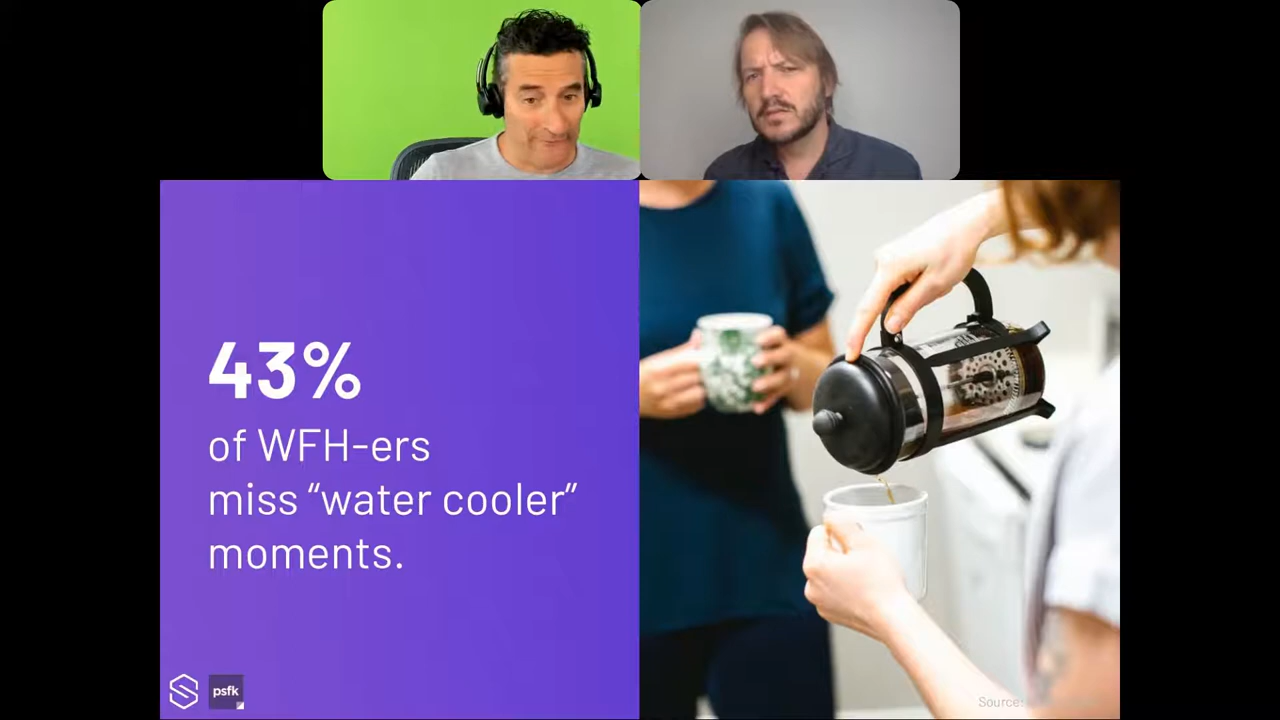 43%
of WFH-ers
miss “water cooler”
moments.
psfk
Source: